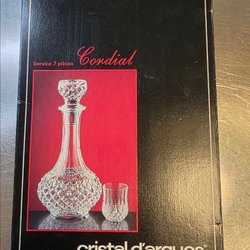 Service 7 pièces Cordial
cristal d'arques